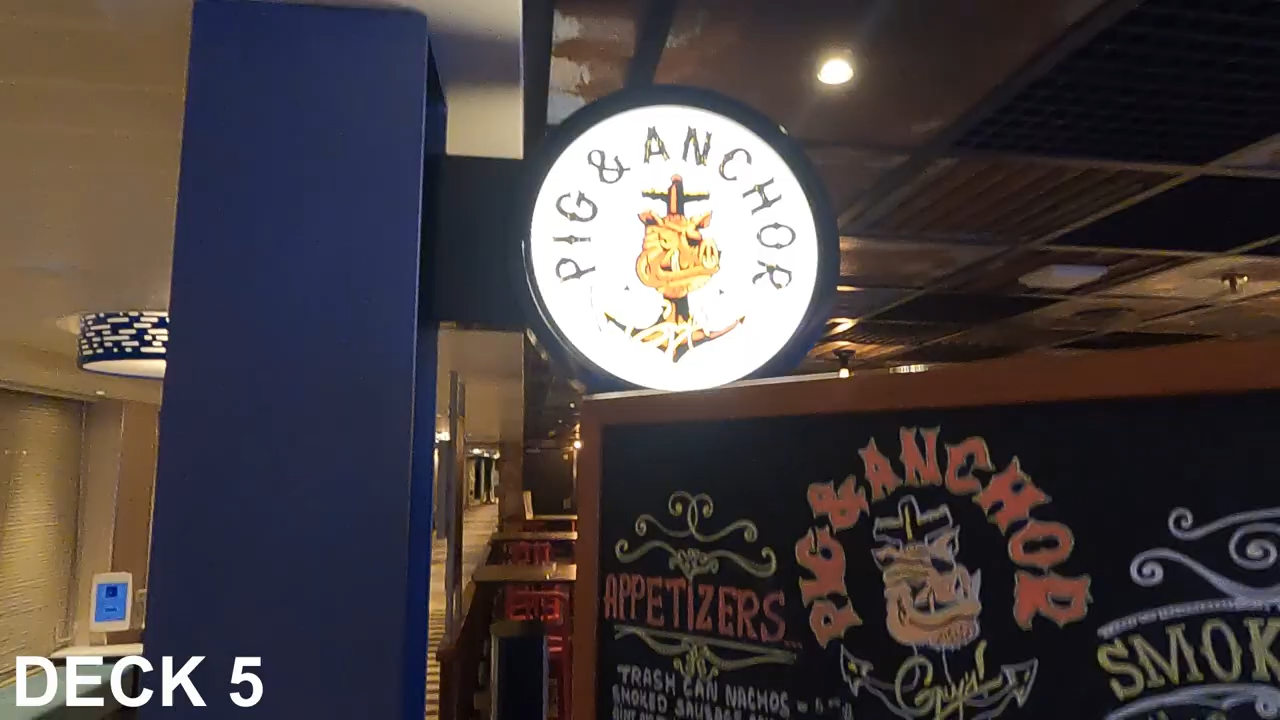 PIG & ANCHOR
PIG & ANCHOR
Guy's!
APPETIZERS
TRASH CAN NACHOS
SMOKED SAUSAGE
SMOK
DECK 5